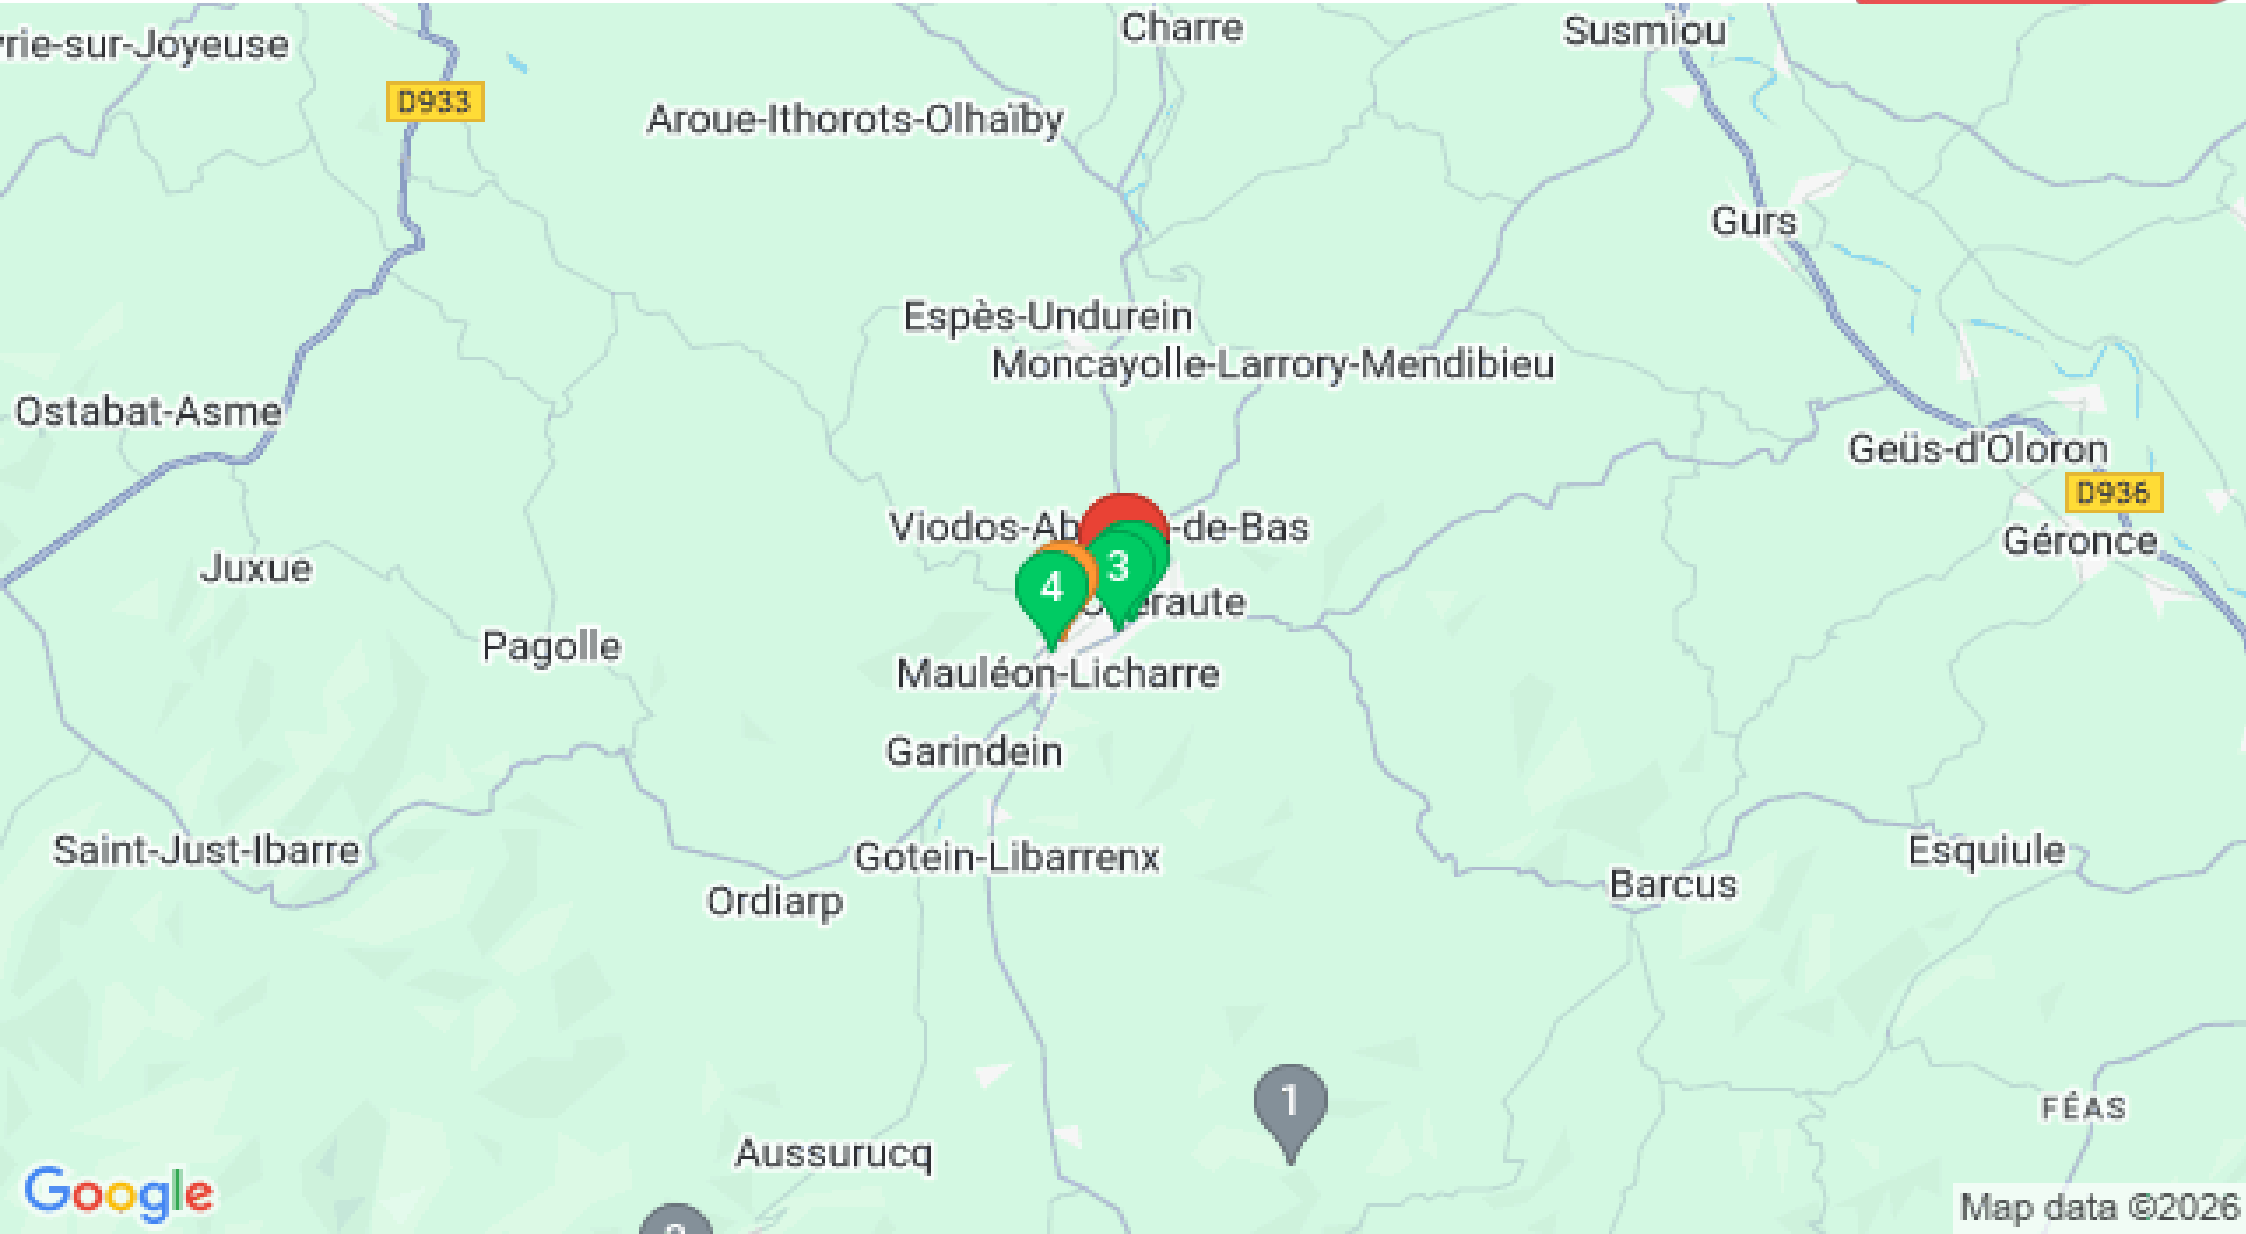 Charre
Susmiou
rie-sur-Joyeuse
D933
Aroue-Ithorots-Olhaïby
Gurs
Espès-Undurein
Moncayolle-Larrory-Mendibieu
Ostabat-Asme
Geüs-d'Oloron
D936
Viodos-Ab
-de-Bas
Géronce
Juxue
3
4
eraute
Pagolle
Mauléon-Licharre
Garindein
Saint-Just-Ibarre
Gotein-Libarrenx
Esquiule
Barcus
Ordiarp
1
FÉAS
Aussurucq
Google
Map data ©2026